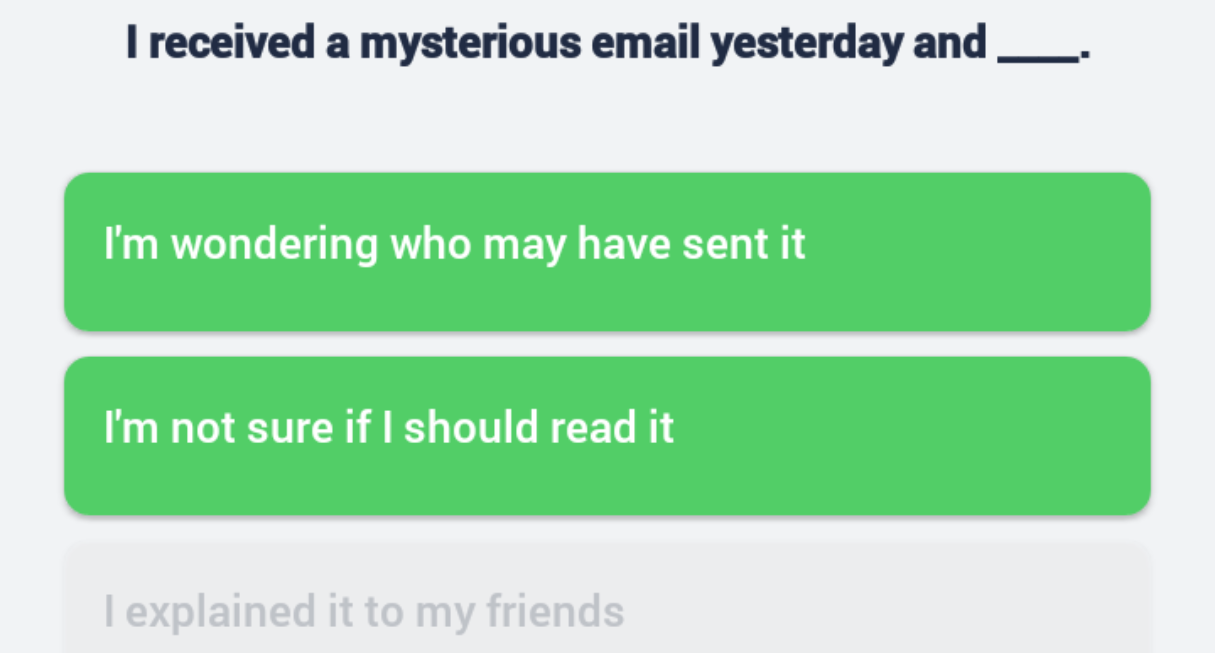 I received a mysterious email yesterday and ____.
I'm wondering who may have sent it
I'm not sure if I should read it
I explained it to my friends